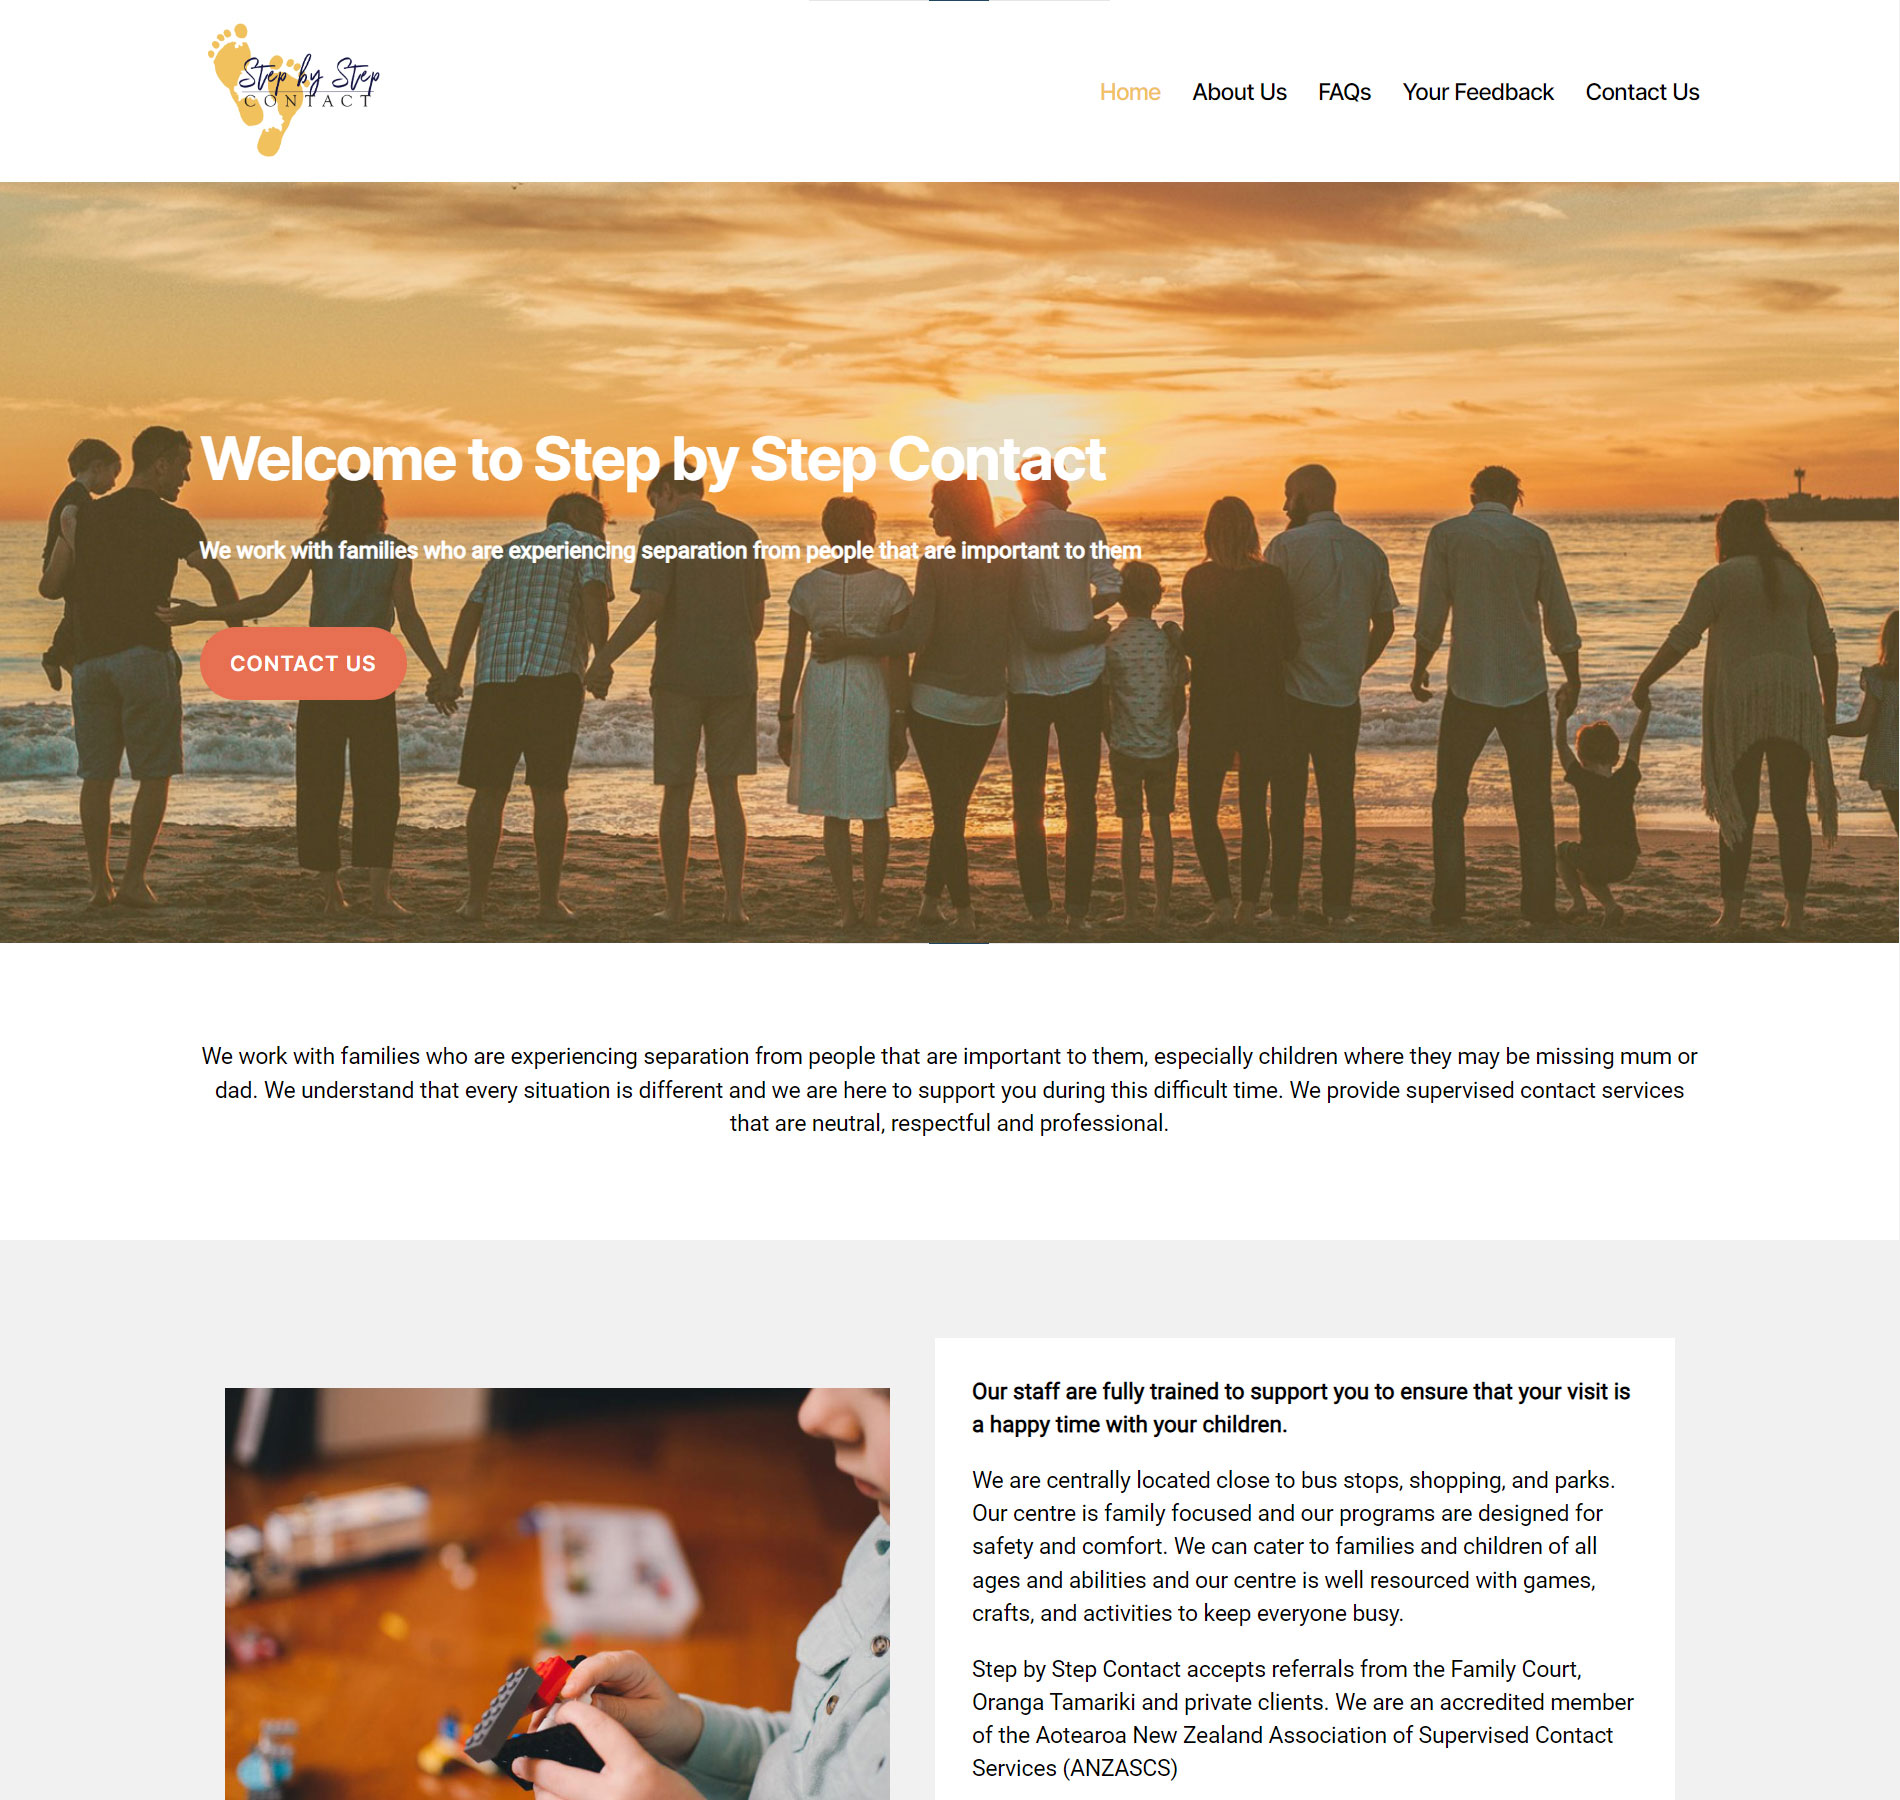 Step by Step
CONTACT
Home
About Us
FAQs
Your Feedback
Contact Us
Welcome to Step by Step Contact
We work with families who are experiencing separation from people that are important to them
CONTACT US
We work with families who are experiencing separation from people that are important to them, especially children where they may be missing mum or
dad. We understand that every situation is different and we are here to support you during this difficult time. We provide supervised contact services
that are neutral, respectful and professional.
Our staff are fully trained to support you to ensure that your visit is
a happy time with your children.
We are centrally located close to bus stops, shopping, and parks.
Our centre is family focused and our programs are designed for
safety and comfort. We can cater to families and children of all
ages and abilities and our centre is well resourced with games,
crafts, and activities to keep everyone busy.
Step by Step Contact accepts referrals from the Family Court,
Oranga Tamariki and private clients. We are an accredited member
of the Aotearoa New Zealand Association of Supervised Contact
Services (ANZASCS)